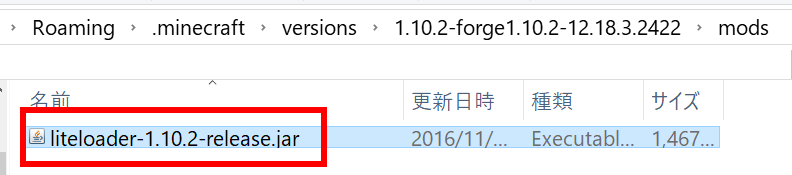 Roaming > .minecraft > versions > 1.10.2-forge1.10.2-12.18.3.2422 > mods
名前 更新日時 種類 サイズ
liteloader-1.10.2-release.jar 2016/11/... Executabl... 1,467...